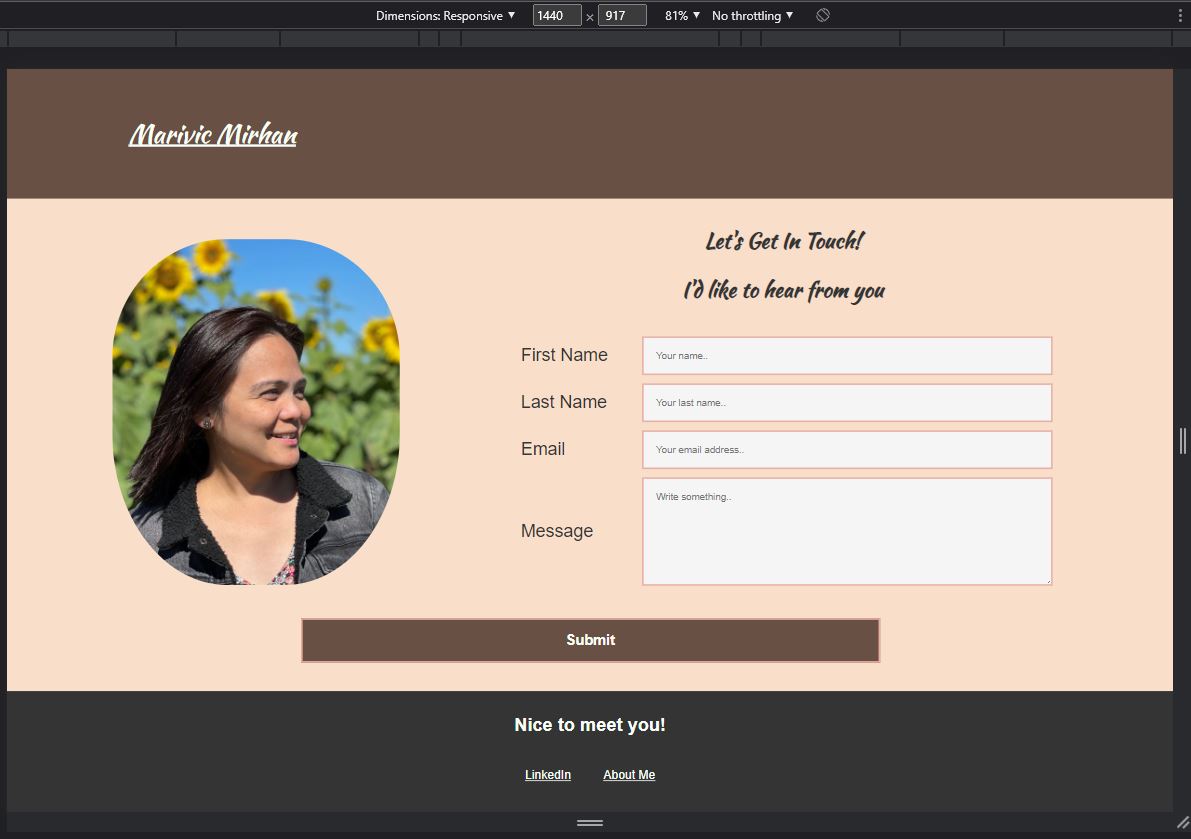 Dimensions: Responsive ▼ 1440 × 917 81% ▼ No throttling ▼
Marivic Mirhan
Let's Get In Touch!
I'd like to hear from you
First Name Your name..
Last Name Your last name..
Email Your email address..
Message Write something..
Submit
Nice to meet you!
LinkedIn About Me